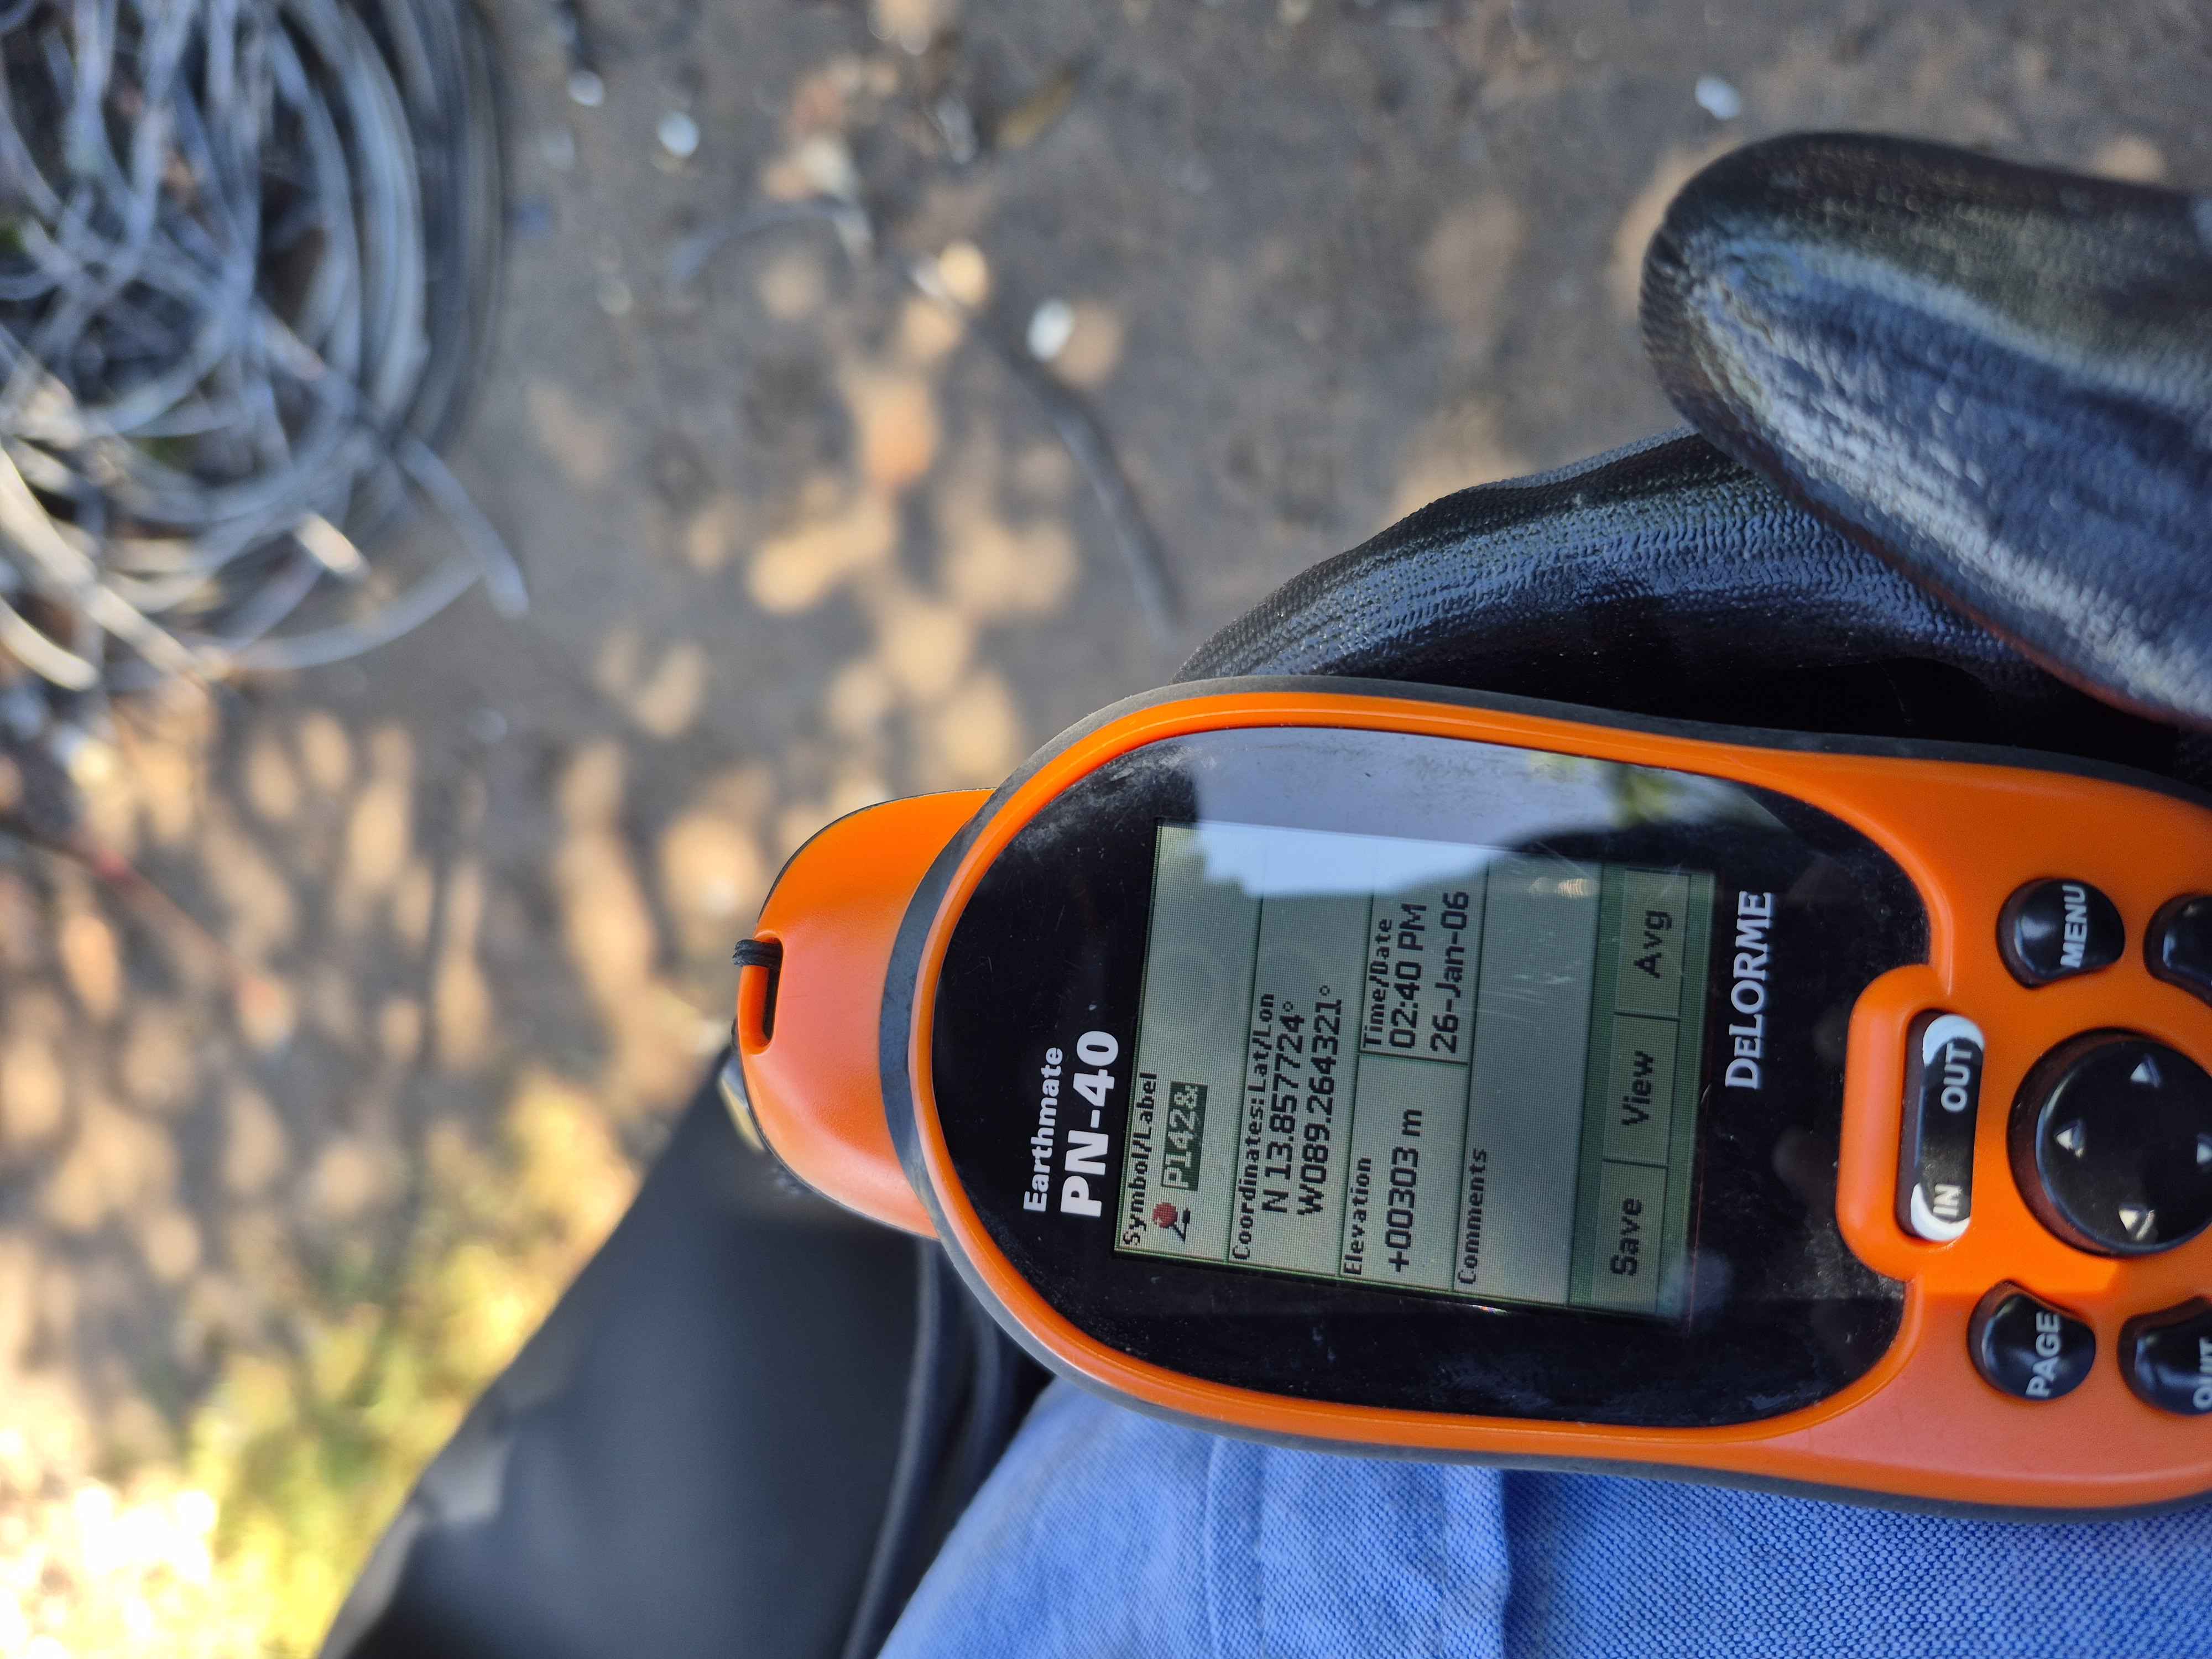 Earthmate
PN-40
Symbol/Label
P1428
Coordinates: Lat/Lon
N 13.857724°
W089.264321°
Elevation
+00303 m
Time/Date
02:40 PM
26-Jan-06
Comments
Save View Avg
DELORME
IN OUT
PAGE MENU